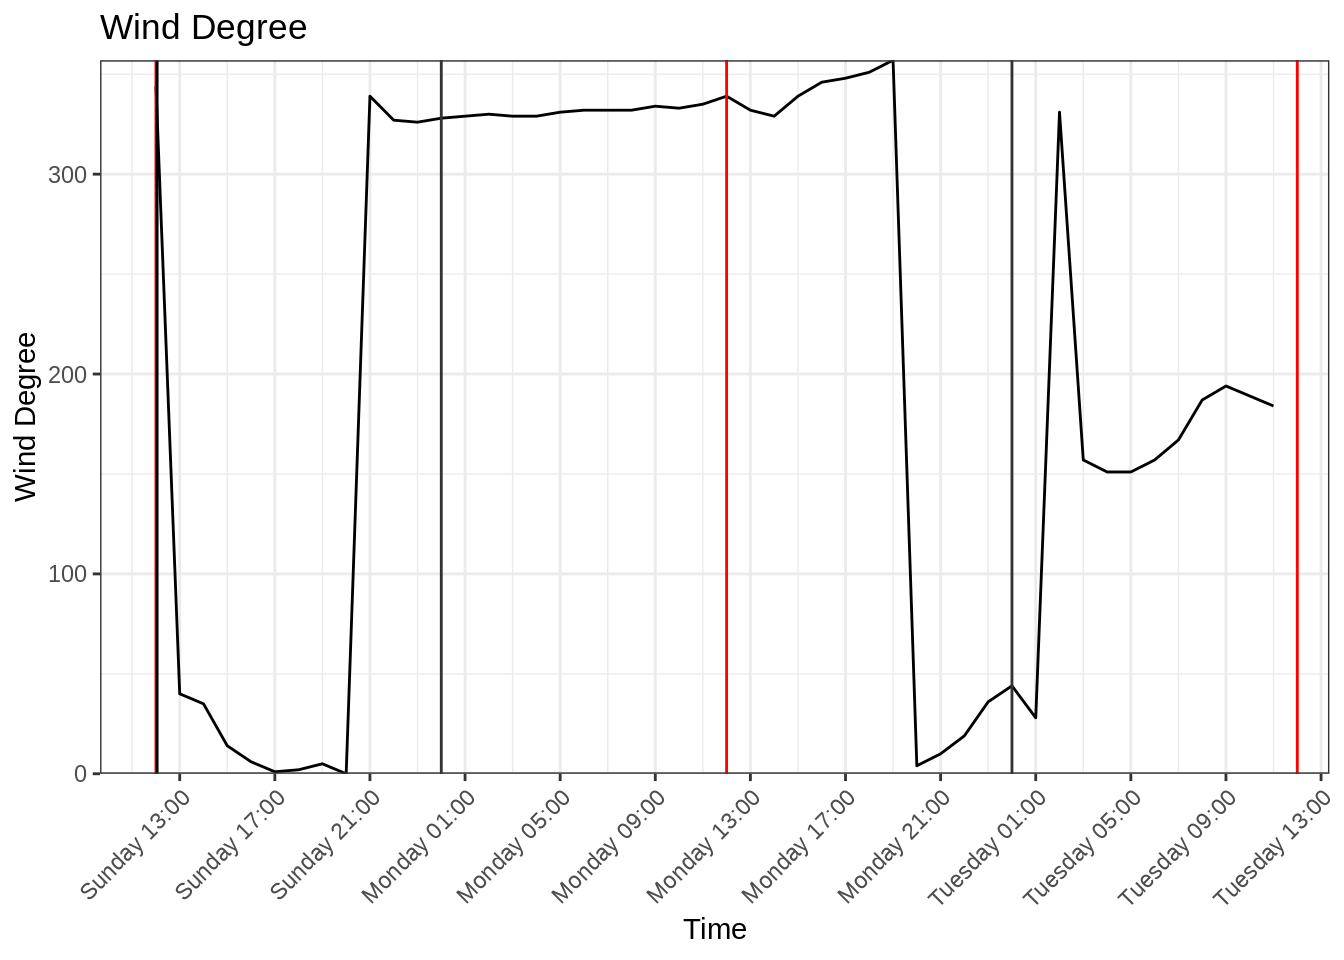 Wind Degree
Wind Degree
300
200
100
0
Sunday 13:00
Sunday 17:00
Sunday 21:00
Monday 01:00
Monday 05:00
Monday 09:00
Monday 13:00
Monday 17:00
Monday 21:00
Tuesday 01:00
Tuesday 05:00
Tuesday 09:00
Tuesday 13:00
Time